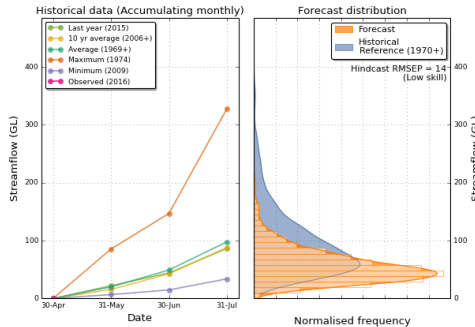 Historical data (Accumulating monthly)
Streamflow (GL)
400
300
200
100
0
Last year (2015)
10 yr average (2006+)
Average (1969+)
Maximum (1974)
Minimum (2009)
Observed (2016)
30-Apr
31-May
30-Jun
31-Jul
Date
Forecast distribution
Forecast
Historical
Reference (1970+)
Hindcast RMSEP = 14
(Low skill)
400
300
200
100
0
Streamflow (GL)
Normalised frequency